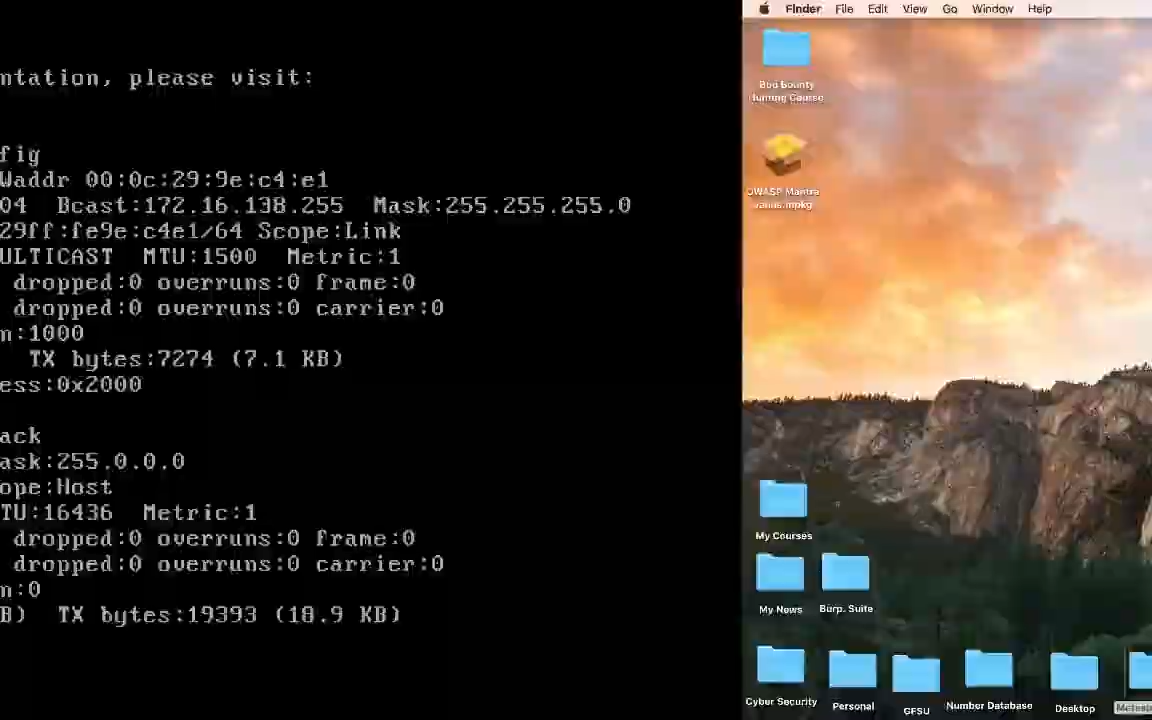 ntation, please visit:
fig
Waddr 00:0c:29:9e:c4:e1
04 Bcast:172.16.138.255 Mask:255.255.255.0
29ff:fe9e:c4e1/64 Scope:Link
ULTICAST MTU:1500 Metric:1
dropped:0 overruns:0 frame:0
dropped:0 overruns:0 carrier:0
n:1000
TX bytes:7274 (7.1 KB)
ess:0x2000
ack
ask:255.0.0.0
ope:Host
TU:16436 Metric:1
dropped:0 overruns:0 frame:0
dropped:0 overruns:0 carrier:0
n:0
B) TX bytes:19393 (18.9 KB)
Finder File Edit View Go Window Help
Bounty
Course
OWASP Mantra
.mpkg
My Courses
My News Burp Suite
Cyber Security Personal GFSU Number Database Desktop